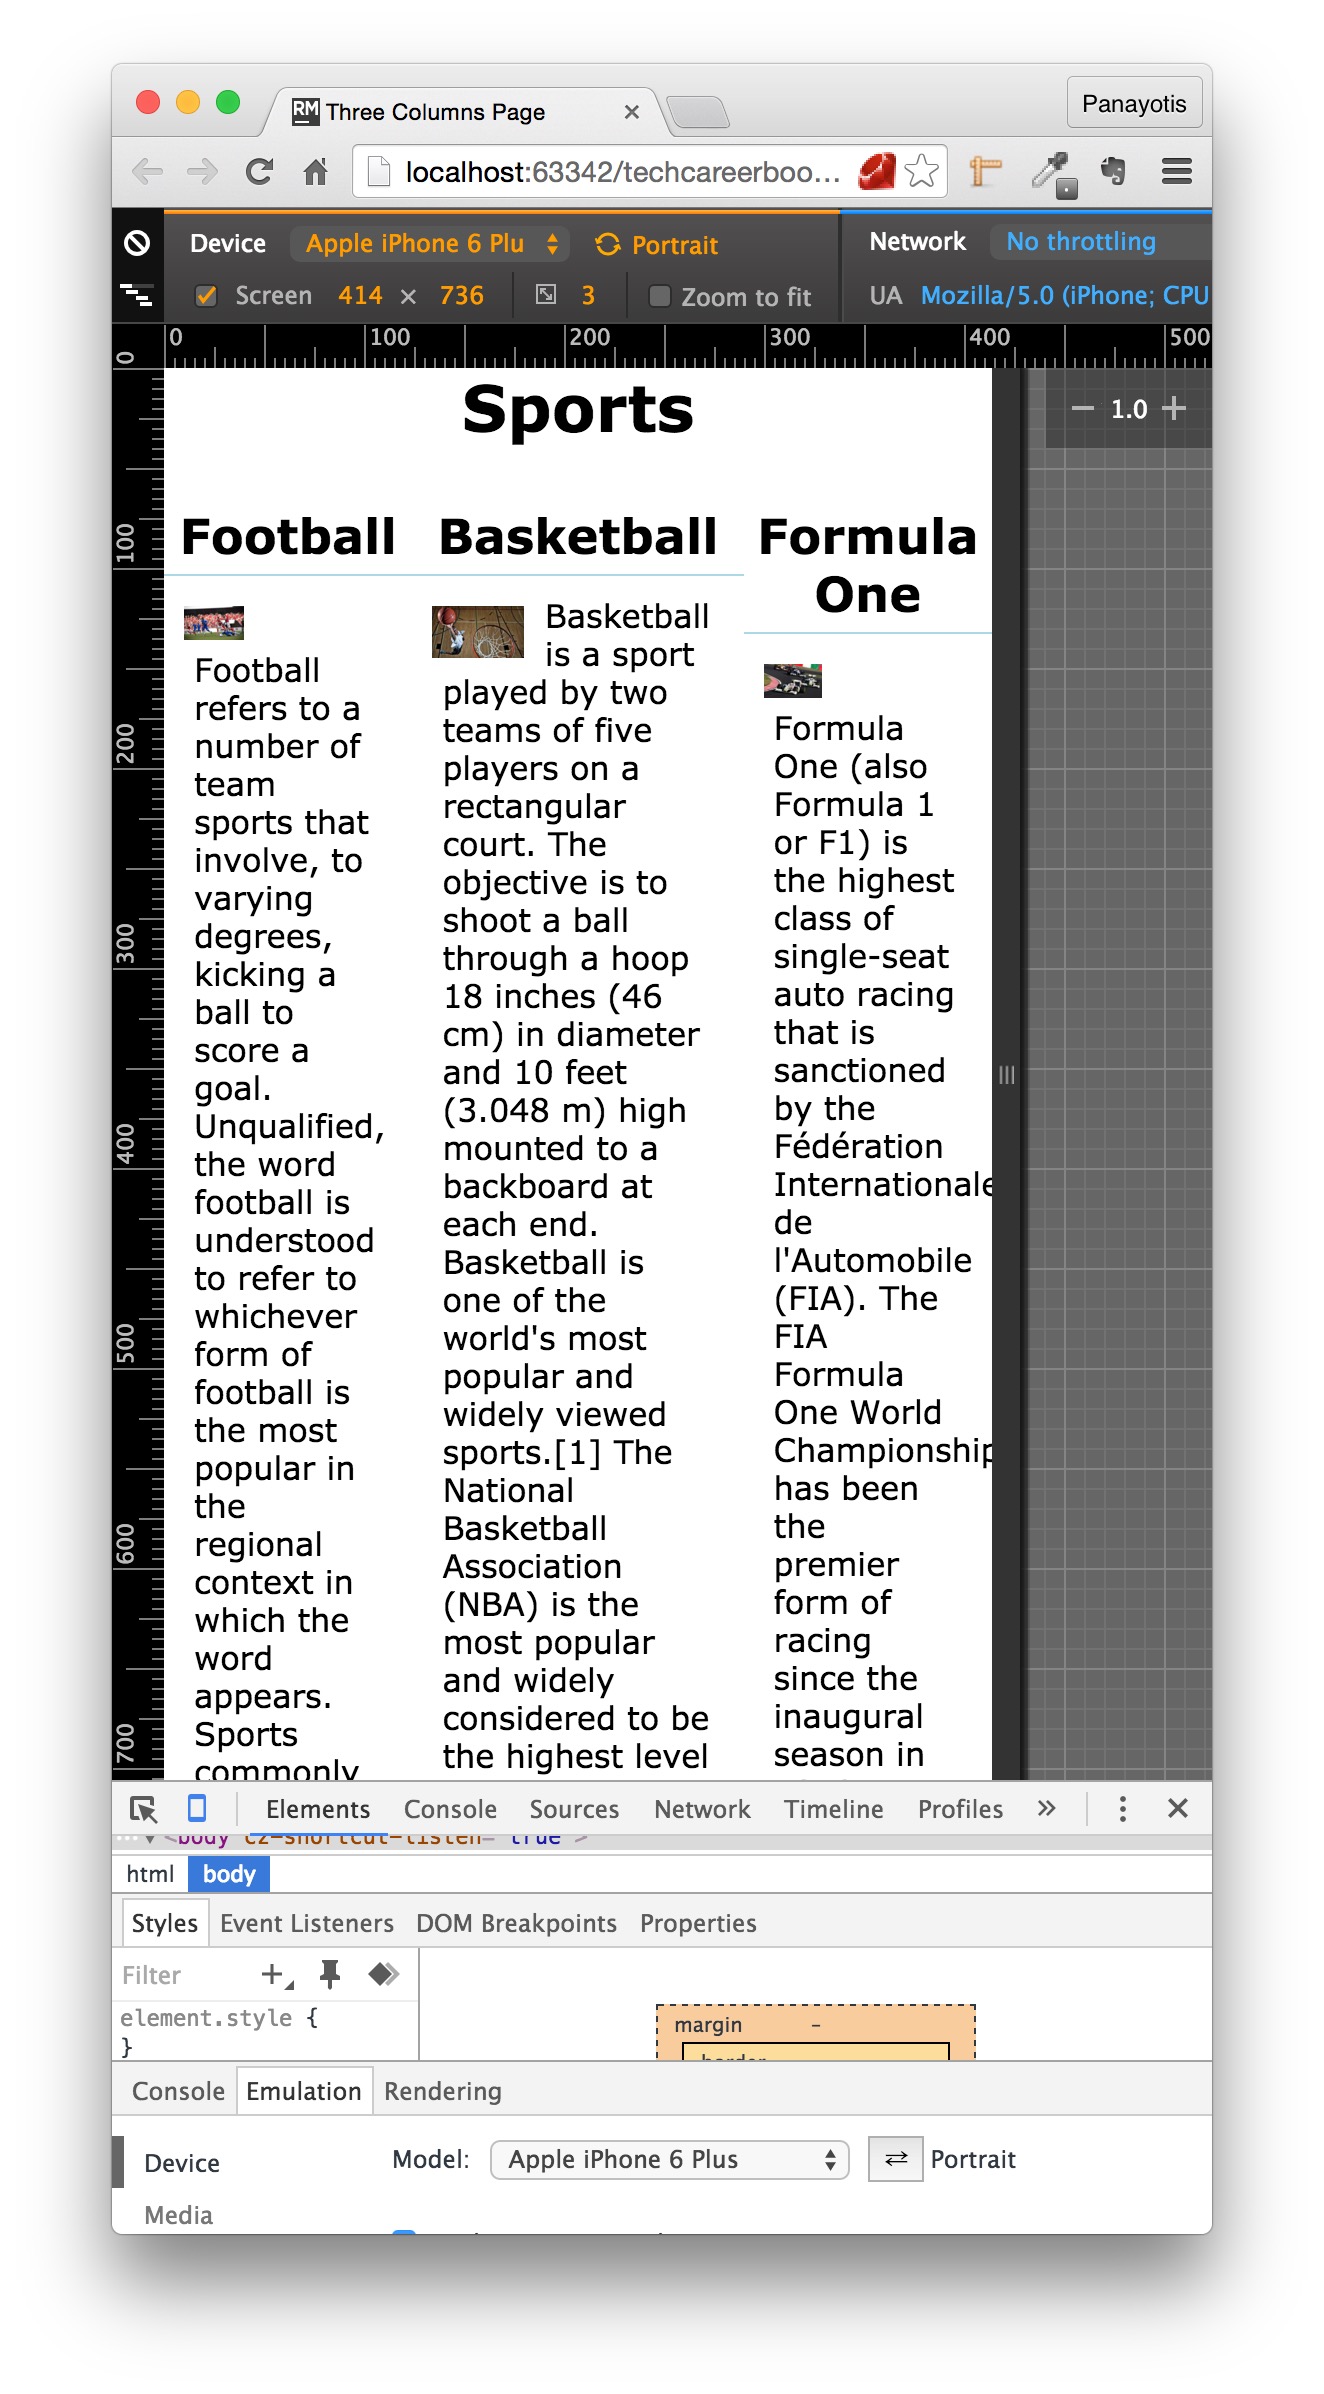 RM Three Columns Page ×
Panayotis
localhost:63342/techcareerboo...
Device Apple iPhone 6 Plu Portrait
Network No throttling
Screen 414 × 736 3 Zoom to fit
UA Mozilla/5.0 (iPhone; CPU
0 100 200 300 400 500
0
100
200
300
400
500
600
700
− 1.0 +
Sports
Football
Football
refers to a
number of
team
sports that
involve, to
varying
degrees,
kicking a
ball to
score a
goal.
Unqualified,
the word
football is
understood
to refer to
whichever
form of
football is
the most
popular in
the
regional
context in
which the
word
appears.
Sports
commonly
Basketball
Basketball
is a sport
played by two
teams of five
players on a
rectangular
court. The
objective is to
shoot a ball
through a hoop
18 inches (46
cm) in diameter
and 10 feet
(3.048 m) high
mounted to a
backboard at
each end.
Basketball is
one of the
world's most
popular and
widely viewed
sports.[1] The
National
Basketball
Association
(NBA) is the
most popular
and widely
considered to be
the highest level
Formula
One
Formula
One (also
Formula 1
or F1) is
the highest
class of
single-seat
auto racing
that is
sanctioned
by the
Fédération
Internationale
de
l'Automobile
(FIA). The
FIA
Formula
One World
Championship
has been
the
premier
form of
racing
since the
inaugural
season in
Elements Console Sources Network Timeline Profiles »
<body cz-shortcut-listen="true">
html body
Styles Event Listeners DOM Breakpoints Properties
Filter
element.style {
}
margin −
border
Console Emulation Rendering
Device
Model: Apple iPhone 6 Plus Portrait
Media